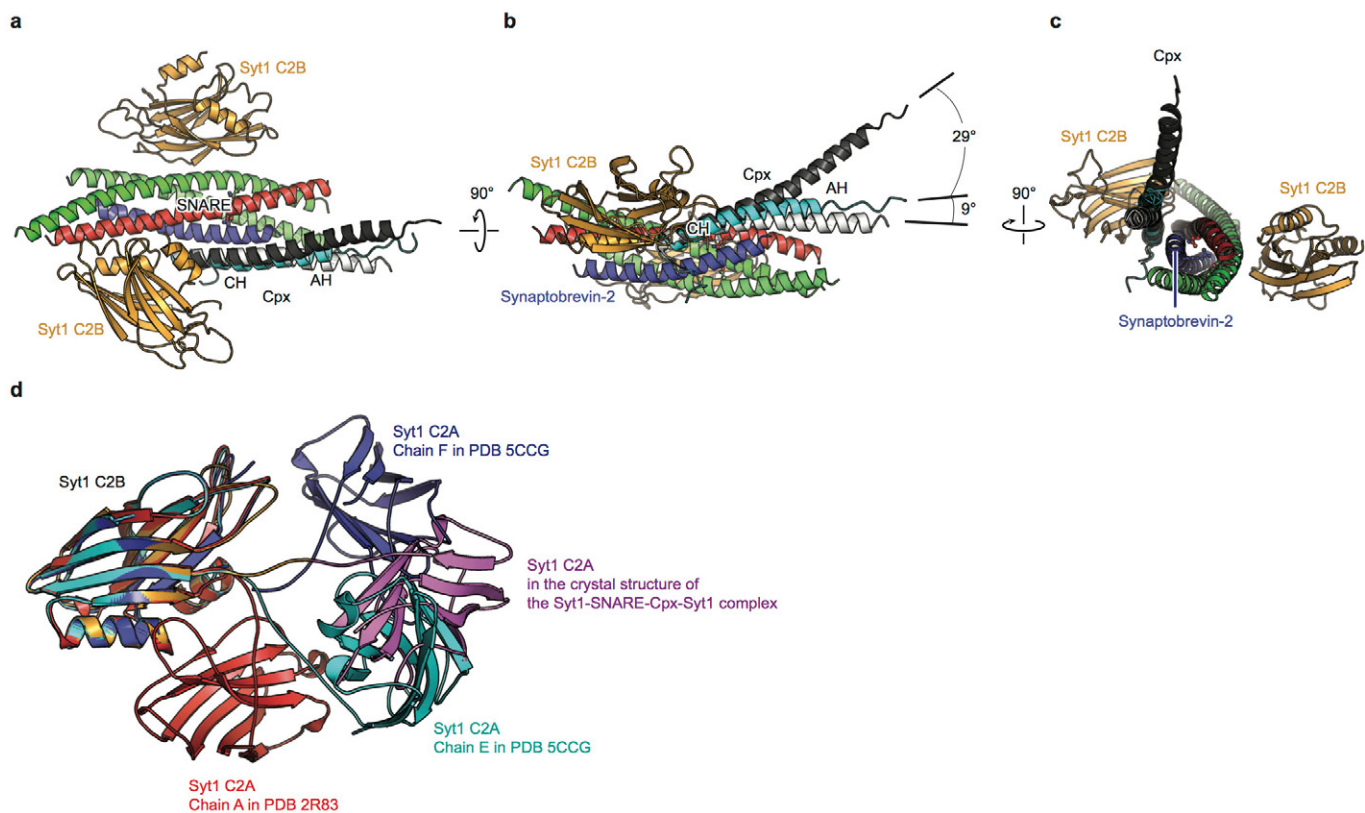 a
Syt1 C2B
SNARE
CH
Cpx
AH
Syt1 C2B
90°
b
Syt1 C2B
Cpx
AH
CH
Synaptobrevin-2
29°
9°
90°
c
Cpx
Syt1 C2B
Syt1 C2B
Synaptobrevin-2
d
Syt1 C2B
Syt1 C2A
Chain F in PDB 5CCG
Syt1 C2A
in the crystal structure of
the Syt1-SNARE-Cpx-Syt1 complex
Syt1 C2A
Chain E in PDB 5CCG
Syt1 C2A
Chain A in PDB 2R83